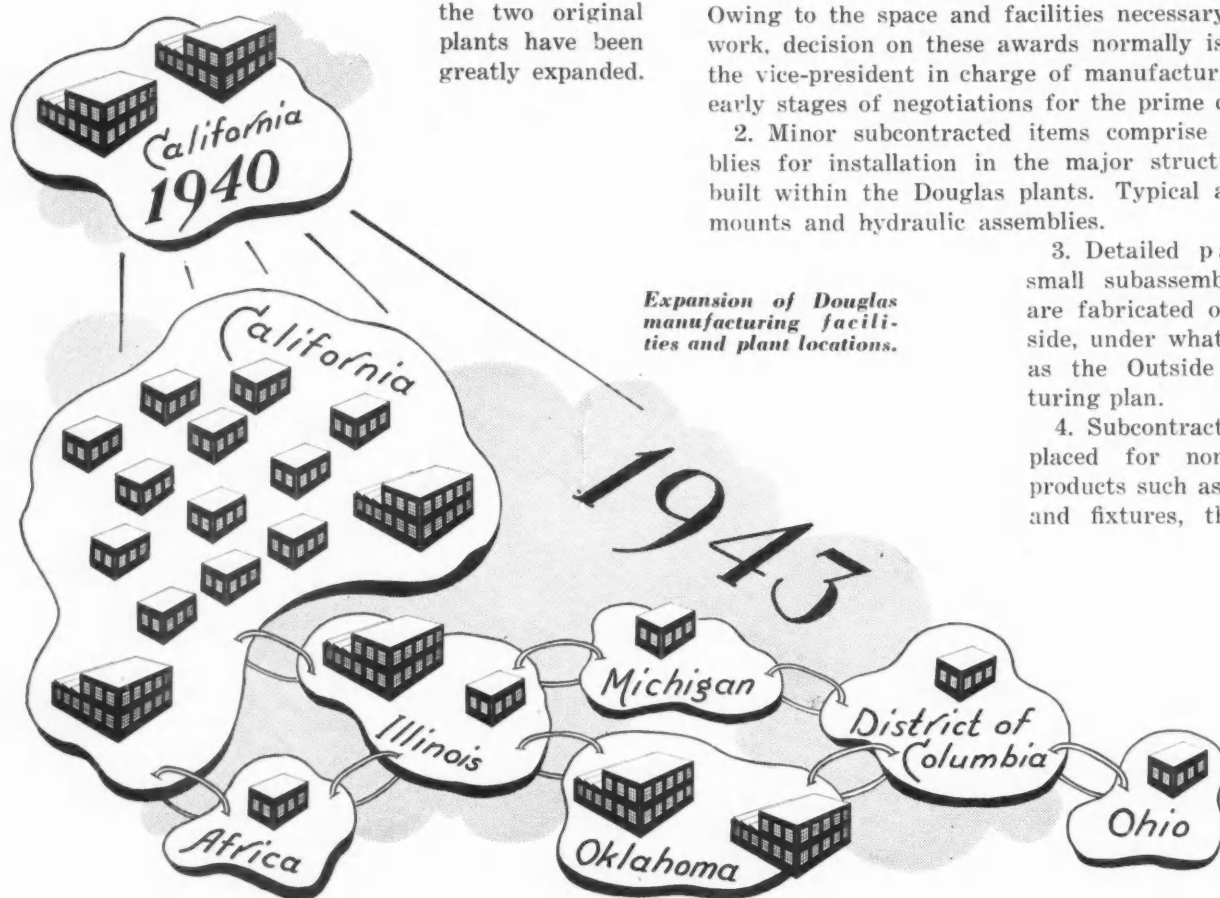 the two original
plants have been
greatly expanded.
Owing to the space and facilities necessary
work, decision on these awards normally is
the vice-president in charge of manufactur
early stages of negotiations for the prime
2. Minor subcontracted items comprise
blies for installation in the major struct
built within the Douglas plants. Typical
mounts and hydraulic assemblies.
3. Detailed
small subassemb
are fabricated
side, under what
as the Outside
turing plan.
4. Subcontract
placed for
products such as
and fixtures,
Expansion of Douglas
manufacturing facili-
ties and plant locations.
California
1940
California
1943
Michigan
Illinois
District of
Columbia
Africa
Oklahoma
Ohio